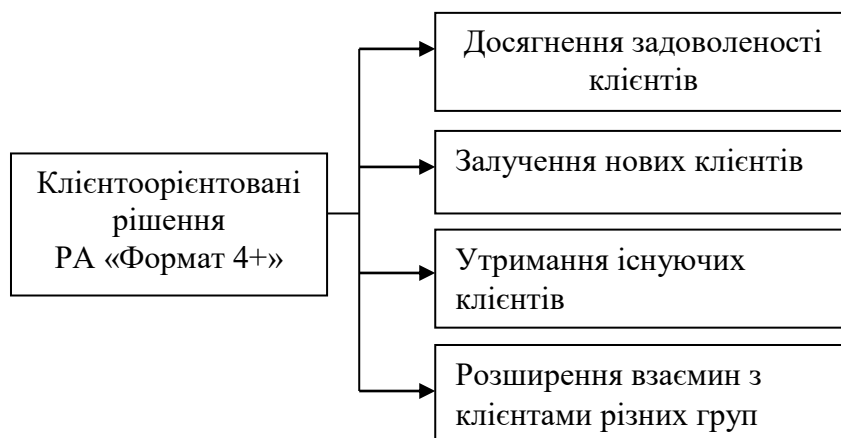 Клієнтоорієнтовані
рішення
РА «Формат 4+»
Досягнення задоволеності
клієнтів
Залучення нових клієнтів
Утримання існуючих
клієнтів
Розширення взаємин з
клієнтами різних груп